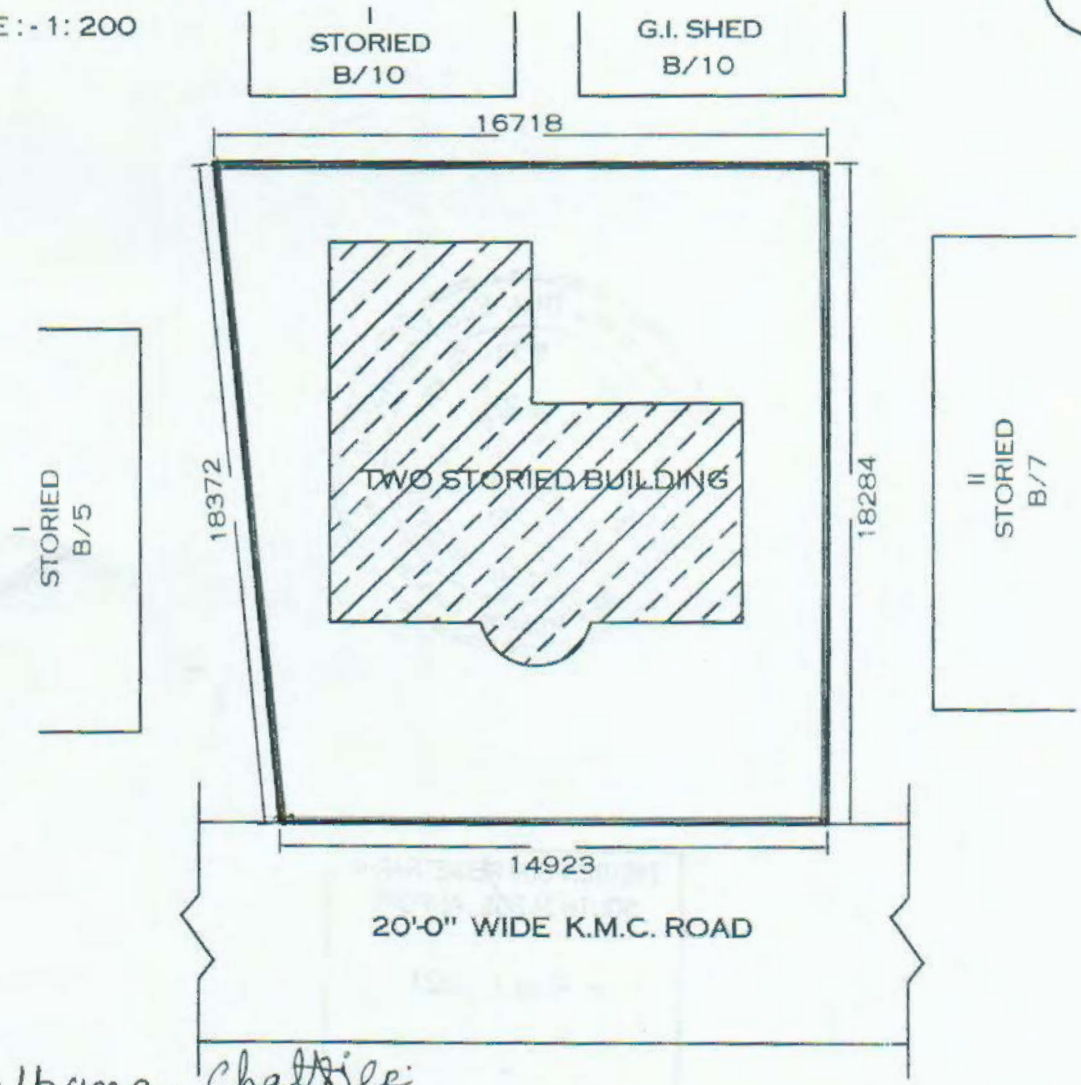 E:- 1: 200
I
STORIED
B/10
G.I. SHED
B/10
16718
18372
18284
I
STORIED
B/5
TWO STORIED BUILDING
II
STORIED
B/7
14923
20'-0" WIDE K.M.C. ROAD